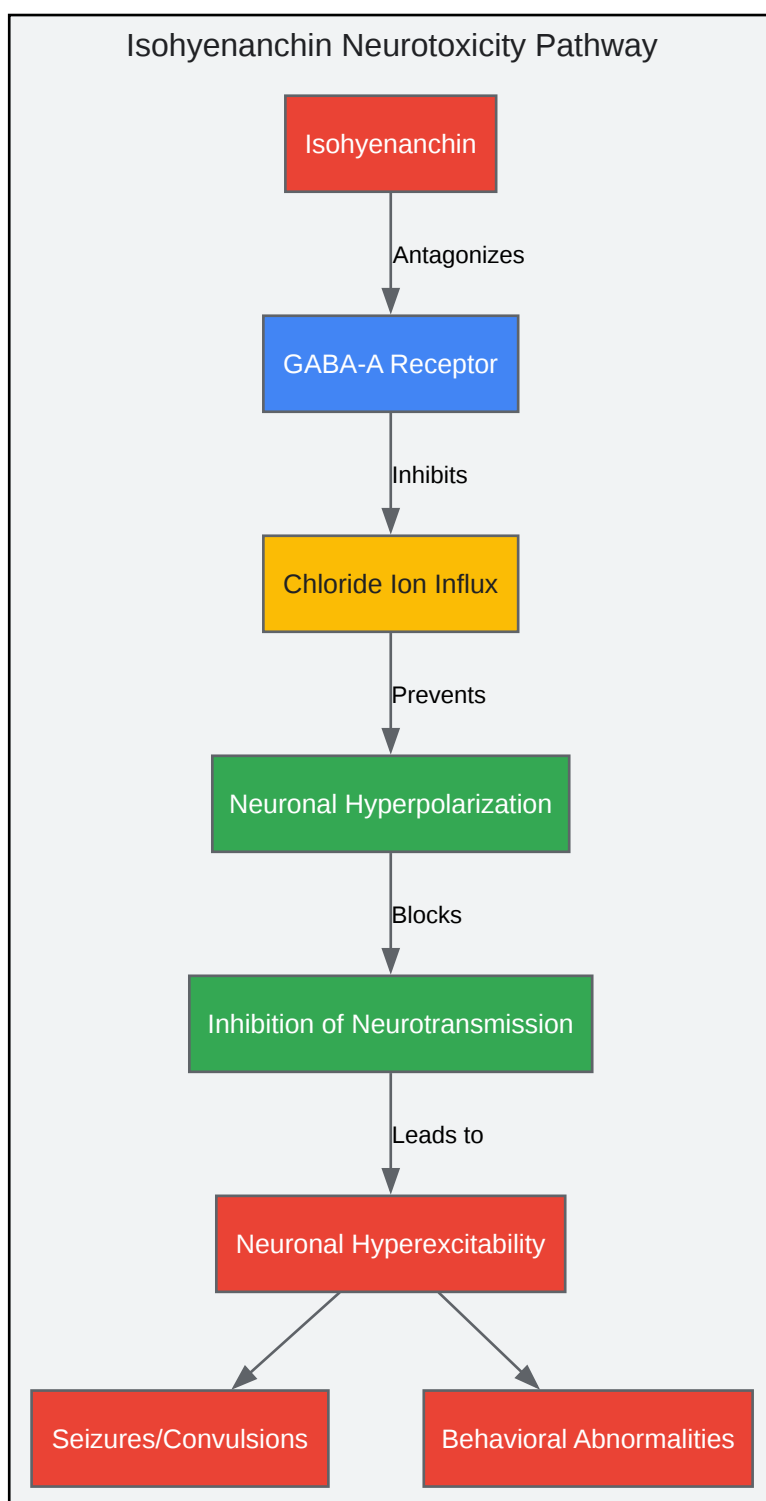 Isohyenanchin Neurotoxicity Pathway
Isohyenanchin
Antagonizes
GABA-A Receptor
Inhibits
Chloride Ion Influx
Prevents
Neuronal Hyperpolarization
Blocks
Inhibition of Neurotransmission
Leads to
Neuronal Hyperexcitability
Seizures/Convulsions
Behavioral Abnormalities